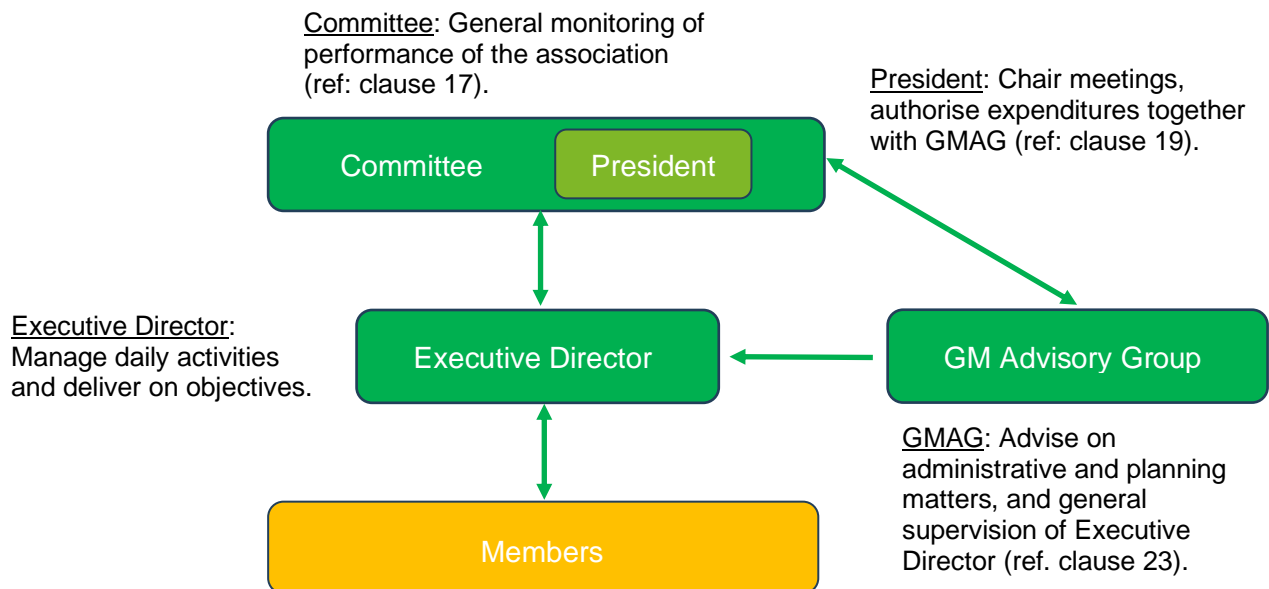 Committee: General monitoring of
performance of the association
(ref: clause 17).
President: Chair meetings,
authorise expenditures together
with GMAG (ref: clause 19).
Committee
President
Executive Director:
Manage daily activities
and deliver on objectives.
Executive Director
GM Advisory Group
GMAG: Advise on
administrative and planning
matters, and general
supervision of Executive
Director (ref. clause 23).
Members